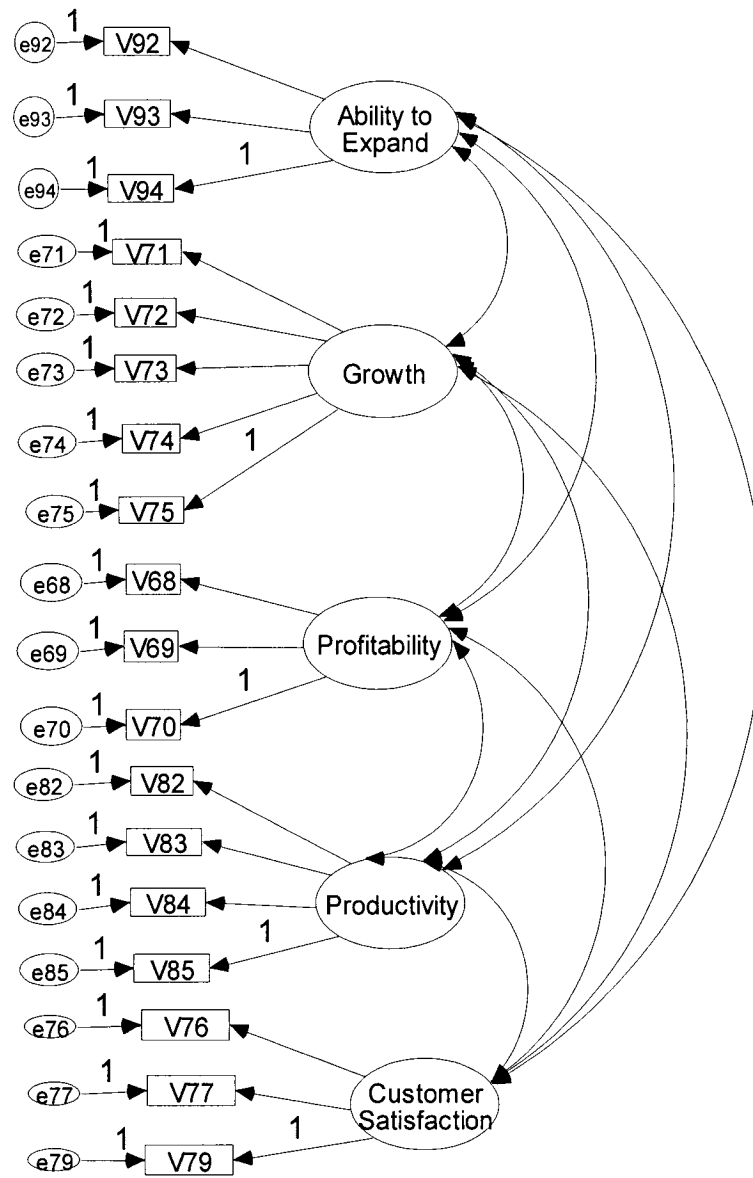 1
e92 V92
1
e93 V93
Ability to
Expand
1
1
e94 V94
1
e71 V71
1
e72 V72
1
e73 V73
Growth
1
e74 V74
1
1
e75 V75
1
e68 V68
1
e69 V69
Profitability
1
1
e70 V70
1
e82 V82
1
e83 V83
1
e84 V84
Productivity
1
1
e85 V85
1
e76 V76
1
e77 V77
Customer
Satisfaction
1
1
e79 V79